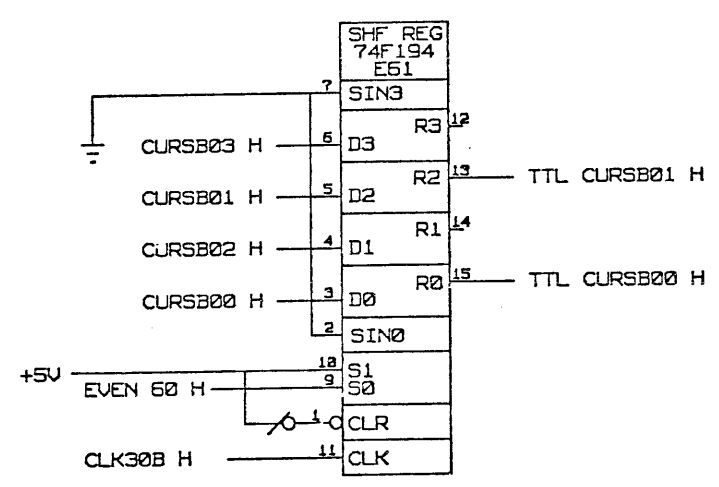 SHF REG
74F194
E61
7 SIN3
R3 12
CURSB03 H 6 D3
R2 13 TTL CURSB01 H
CURSB01 H 5 D2
R1 14
CURSB02 H 4 D1
R0 15 TTL CURSB00 H
CURSB00 H 3 D0
2 SIN0
+5V 10 S1
EVEN 60 H 9 S0
1 CLR
CLK30B H 11 CLK